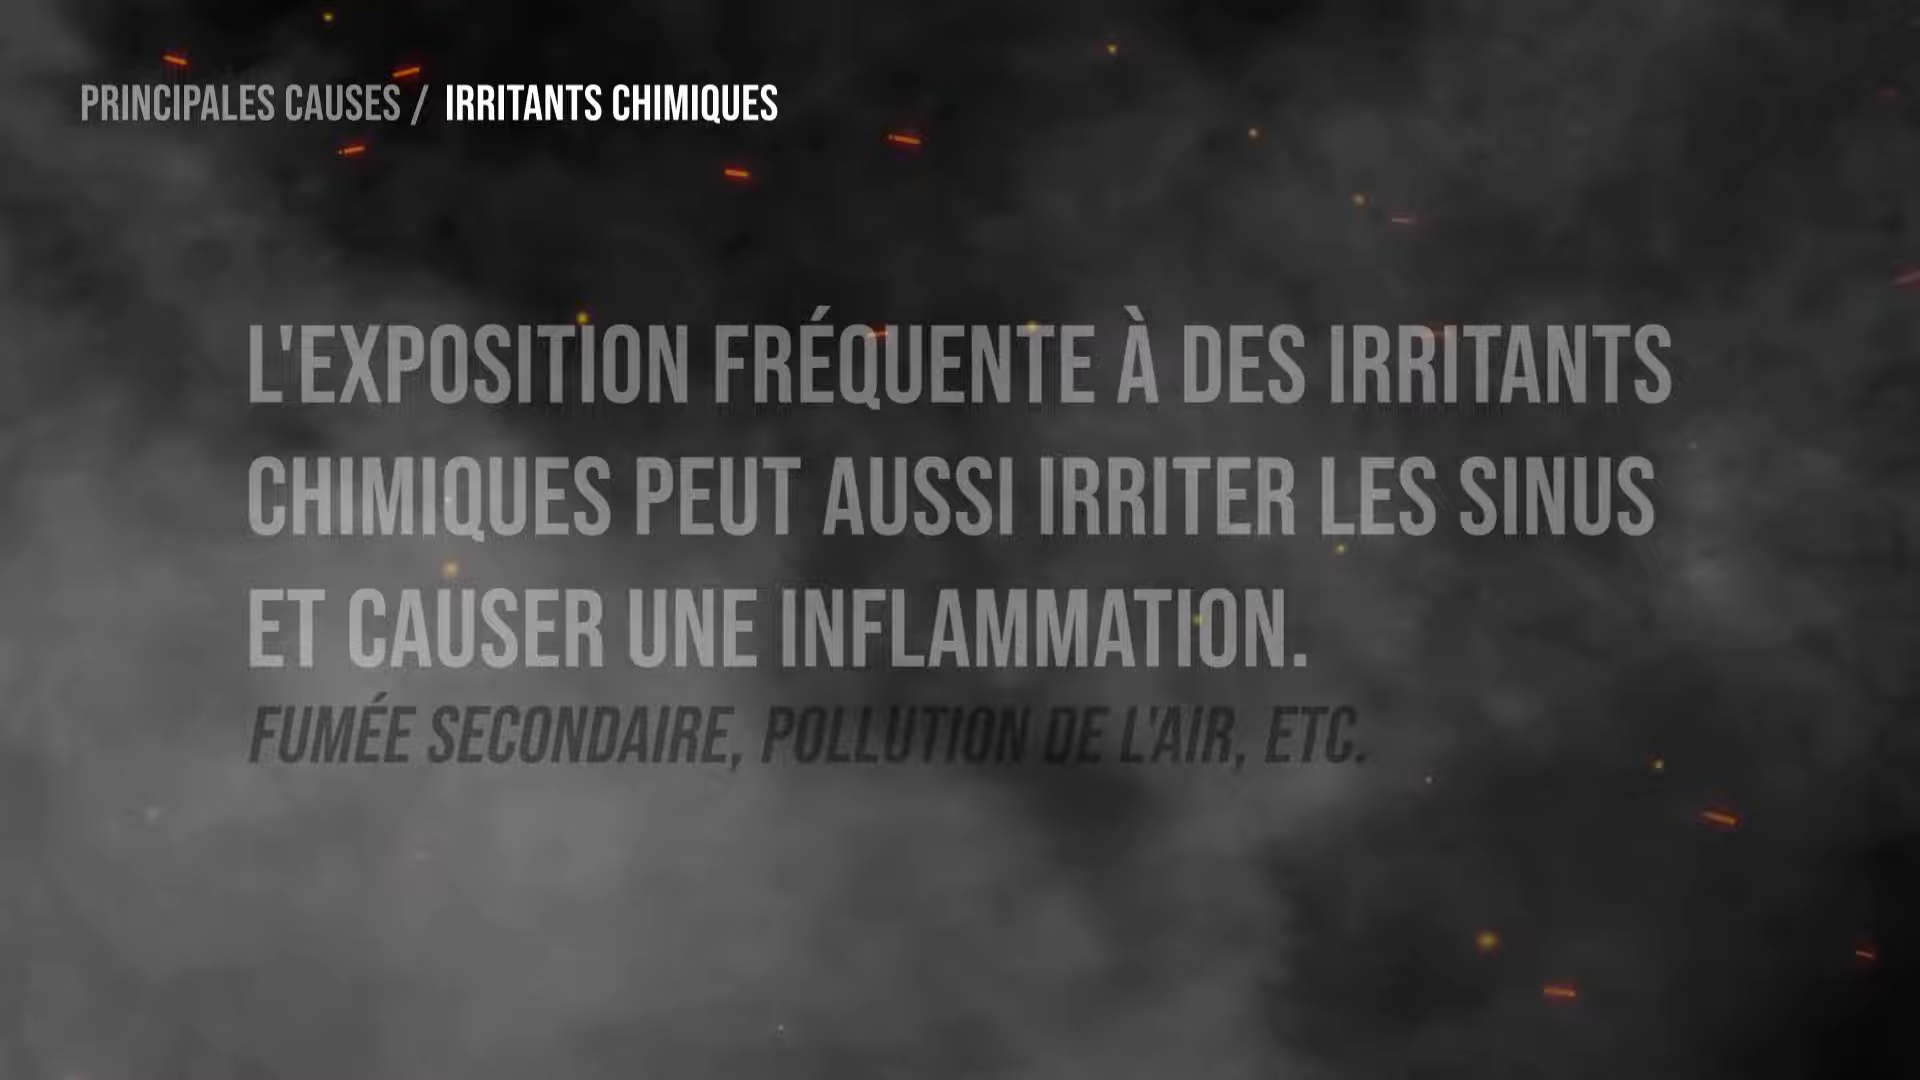 PRINCIPALES CAUSES / IRRITANTS CHIMIQUES
L'EXPOSITION FRÉQUENTE À DES IRRITANTS
CHIMIQUES PEUT AUSSI IRRITER LES SINUS
ET CAUSER UNE INFLAMMATION.
FUMÉE SECONDAIRE, POLLUTION DE L'AIR, ETC.